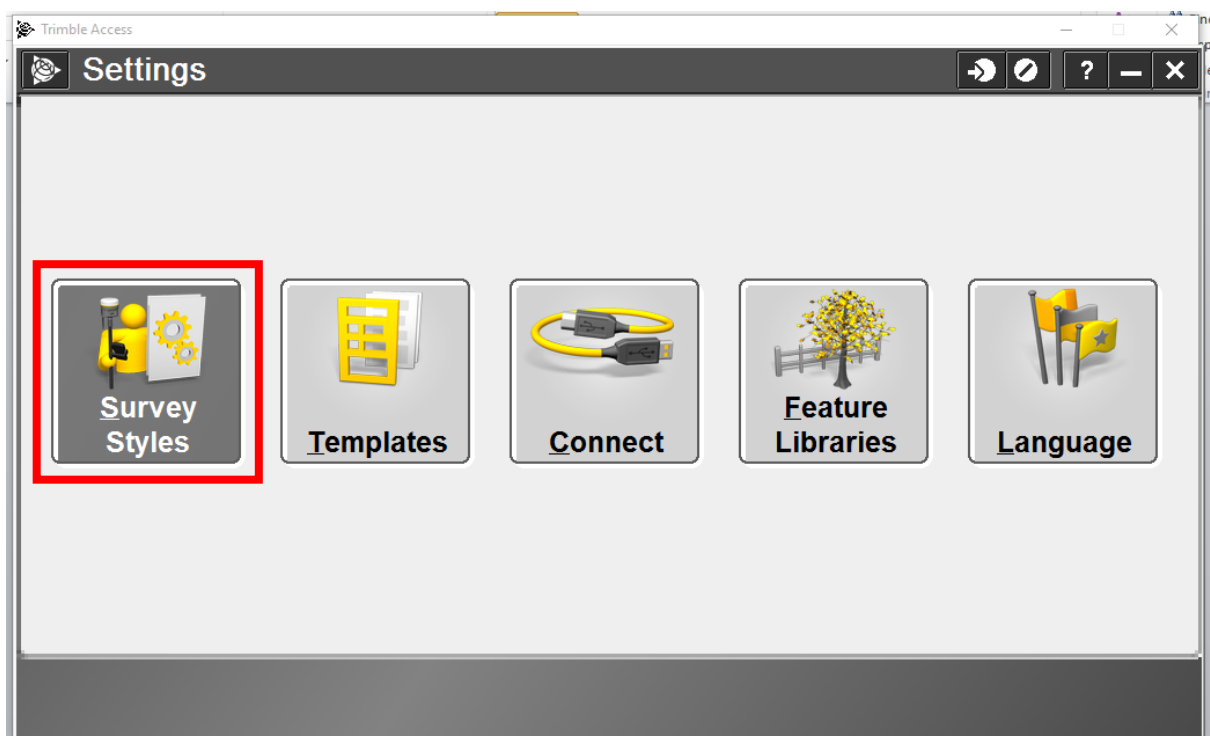 Trimble Access
Settings
?
Survey
Styles
Templates
Connect
Feature
Libraries
Language